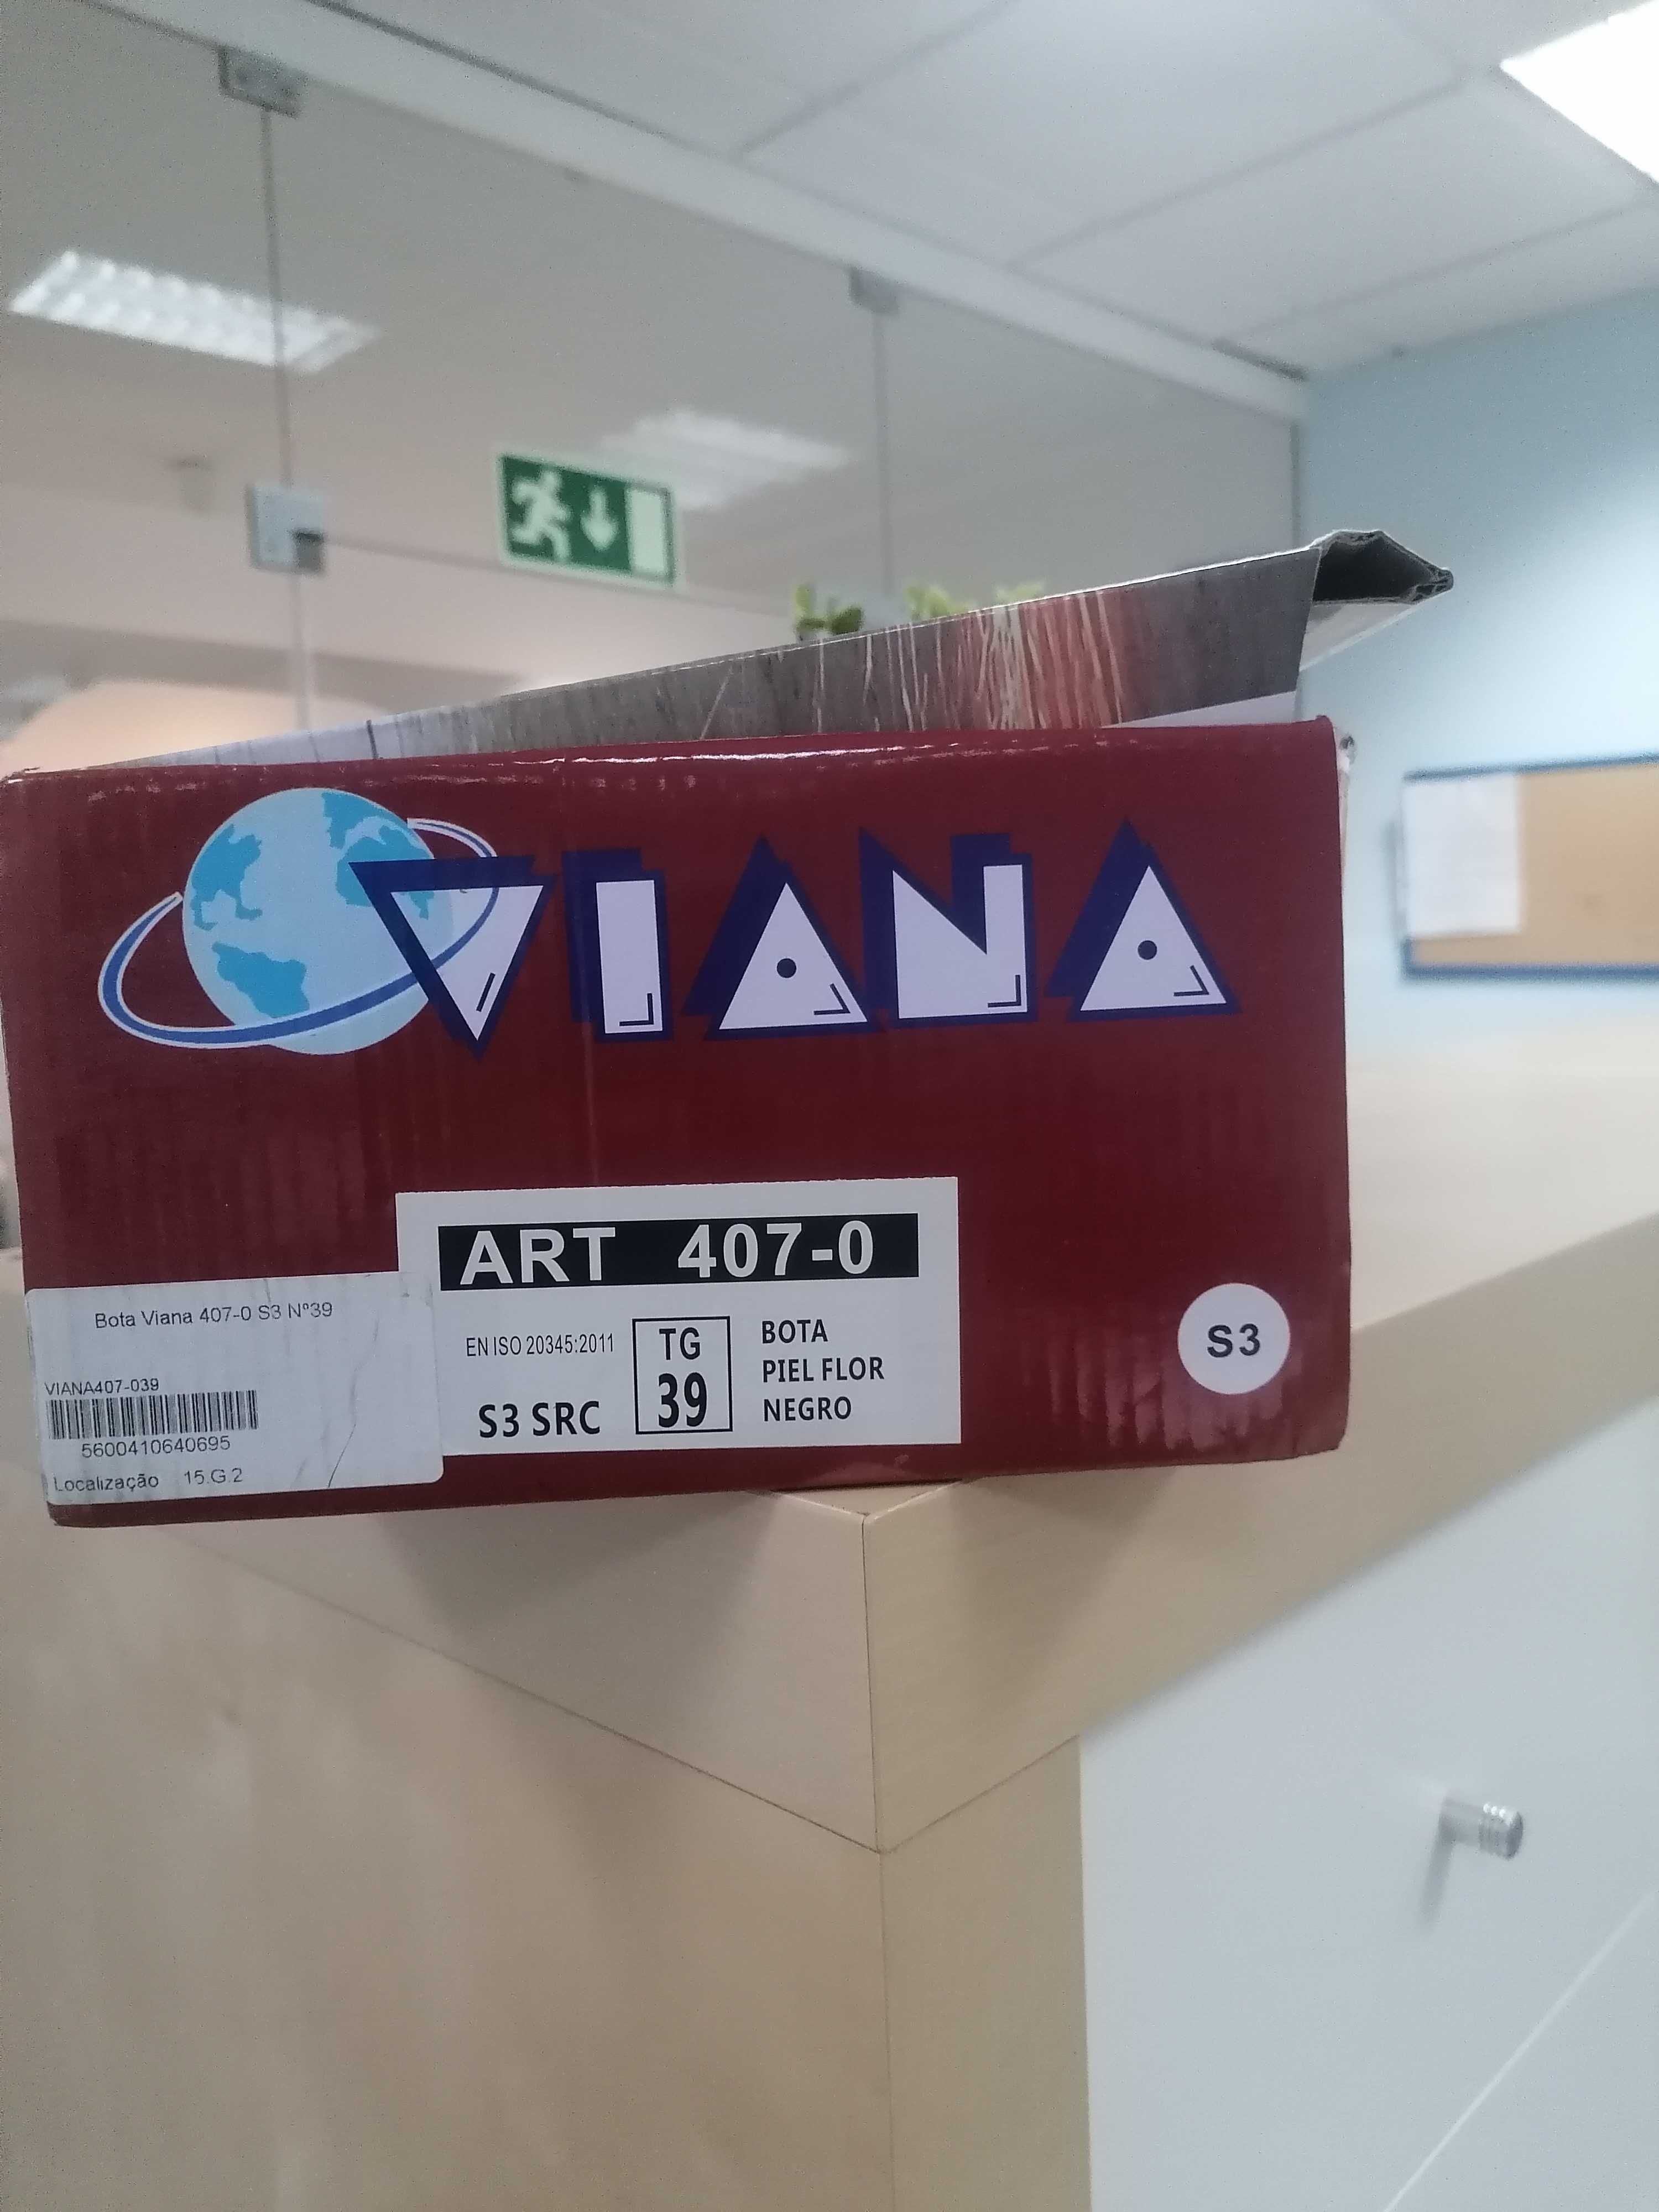 VIANA
ART 407-0
EN ISO 20345:2011
S3 SRC
TG
39
BOTA
PIEL FLOR
NEGRO
S3
Bota Viana 407-0 S3 Nº39
VIANA407-039
5600410640695
Localização 15.G.2